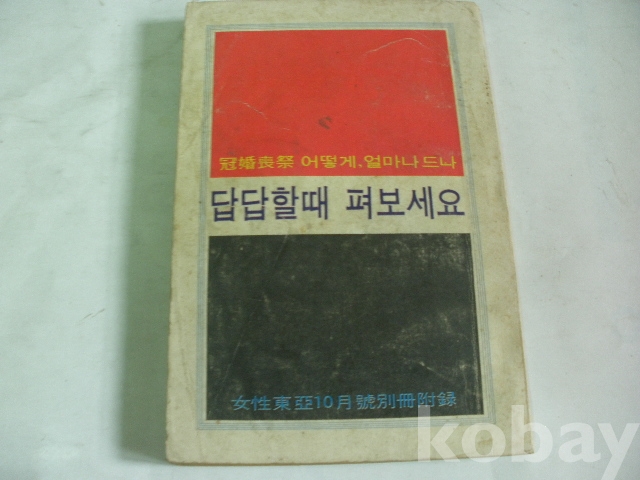 冠婚喪祭 어떻게, 얼마나드나
답답할때 펴보세요
女性東亞10月號別冊附錄
kobay